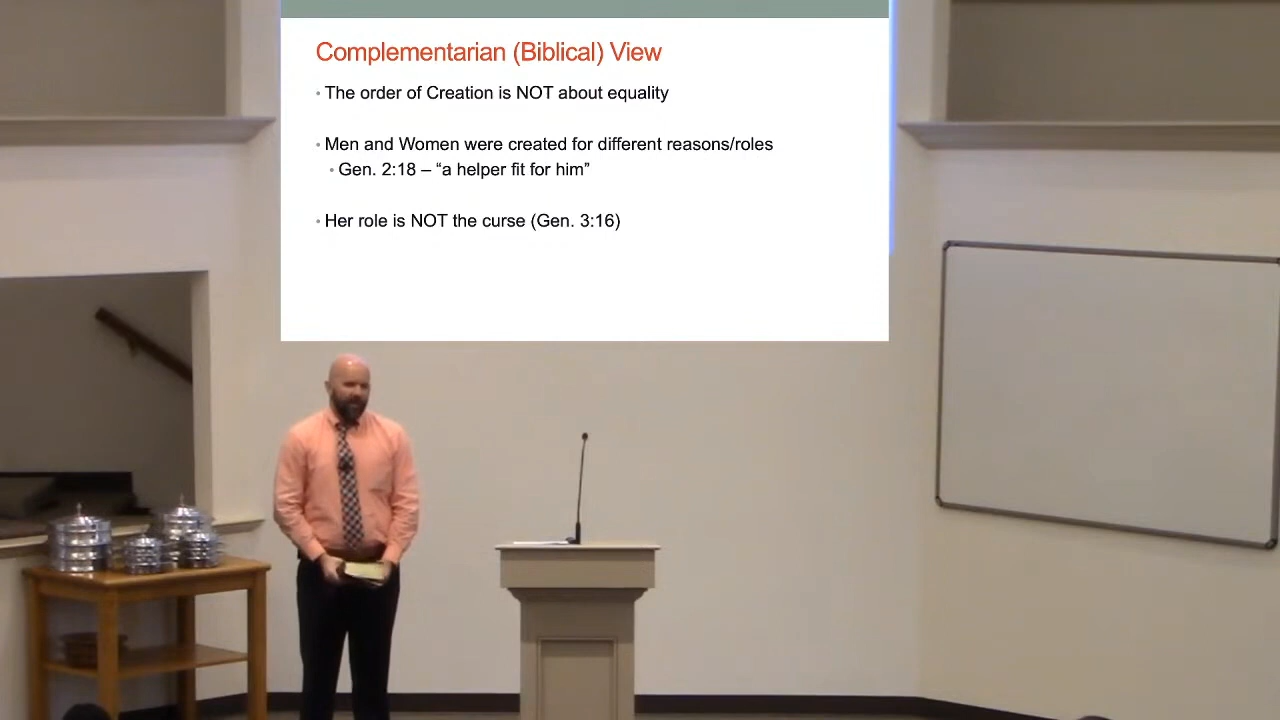 Complementarian (Biblical) View
• The order of Creation is NOT about equality
• Men and Women were created for different reasons/roles
• Gen. 2:18 – “a helper fit for him”
• Her role is NOT the curse (Gen. 3:16)